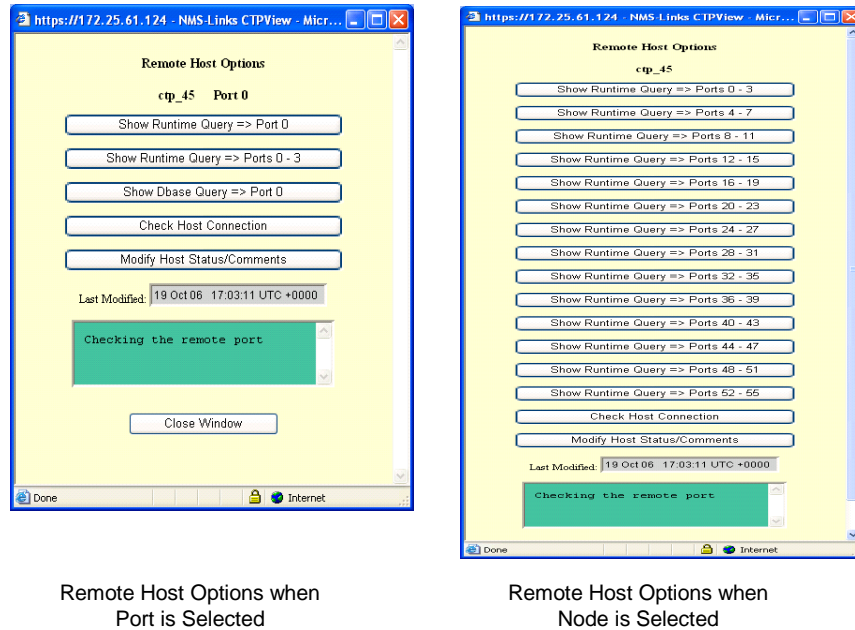 https://172.25.61.124 - NMS-Links CTPView - Micr...
Remote Host Options
ctp_45 Port 0
Show Runtime Query => Port 0
Show Runtime Query => Ports 0 - 3
Show Dbase Query => Port 0
Check Host Connection
Modify Host Status/Comments
Last Modified: 19 Oct 06 17:03:11 UTC +0000
Checking the remote port
Close Window
Done
Internet
Remote Host Options when
Port is Selected
https://172.25.61.124 - NMS-Links CTPView - Micr...
Remote Host Options
ctp_45
Show Runtime Query => Ports 0 - 3
Show Runtime Query => Ports 4 - 7
Show Runtime Query => Ports 8 - 11
Show Runtime Query => Ports 12 - 15
Show Runtime Query => Ports 16 - 19
Show Runtime Query => Ports 20 - 23
Show Runtime Query => Ports 24 - 27
Show Runtime Query => Ports 28 - 31
Show Runtime Query => Ports 32 - 35
Show Runtime Query => Ports 36 - 39
Show Runtime Query => Ports 40 - 43
Show Runtime Query => Ports 44 - 47
Show Runtime Query => Ports 48 - 51
Show Runtime Query => Ports 52 - 55
Check Host Connection
Modify Host Status/Comments
Last Modified: 19 Oct 06 17:03:11 UTC +0000
Checking the remote port
Done
Internet
Remote Host Options when
Node is Selected